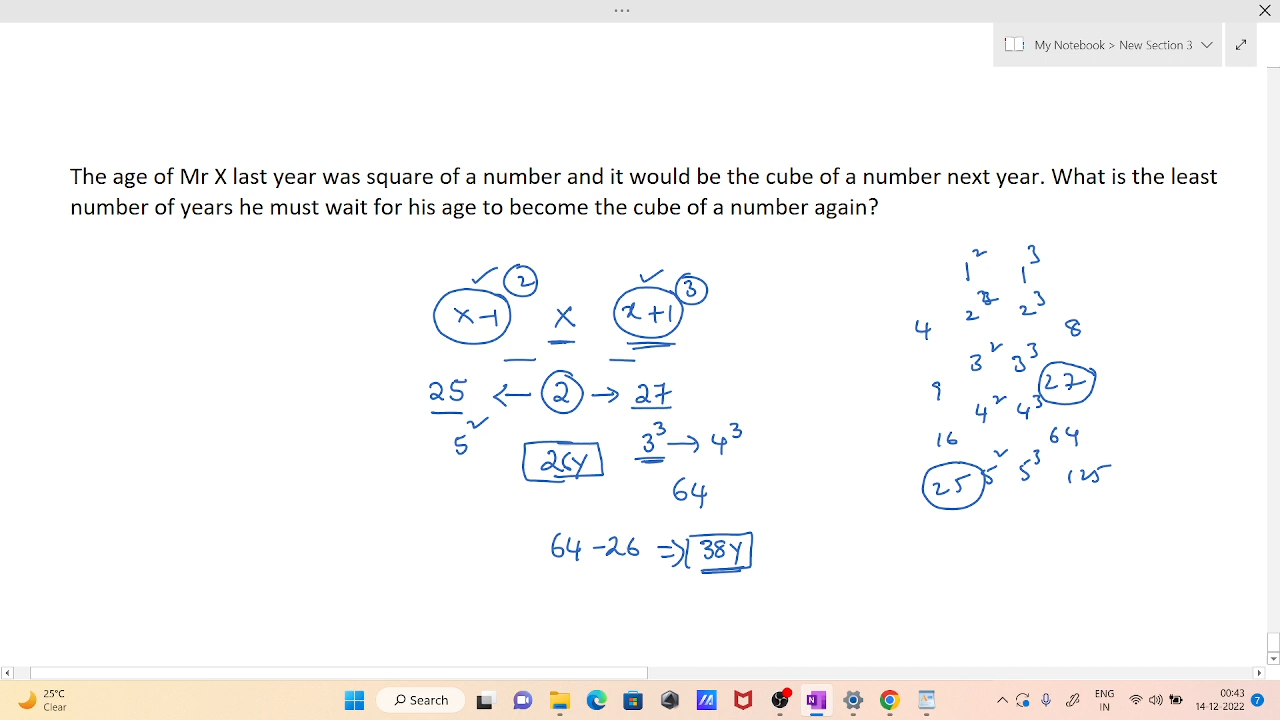 My Notebook > New Section 3
The age of Mr X last year was square of a number and it would be the cube of a number next year. What is the least
number of years he must wait for his age to become the cube of a number again?
x-1 2 x x+1 3
25 ← 2 → 27
5² 3³ → 4³
26Y
64
64 - 26 ⇒ 38Y
1² 1³
4 2² 2³ 8
9 3² 3³ 27
16 4² 4³ 64
25 5² 5³ 125
25°C
Clear
Search
ENG
IN
00:43
14-12-2022
7